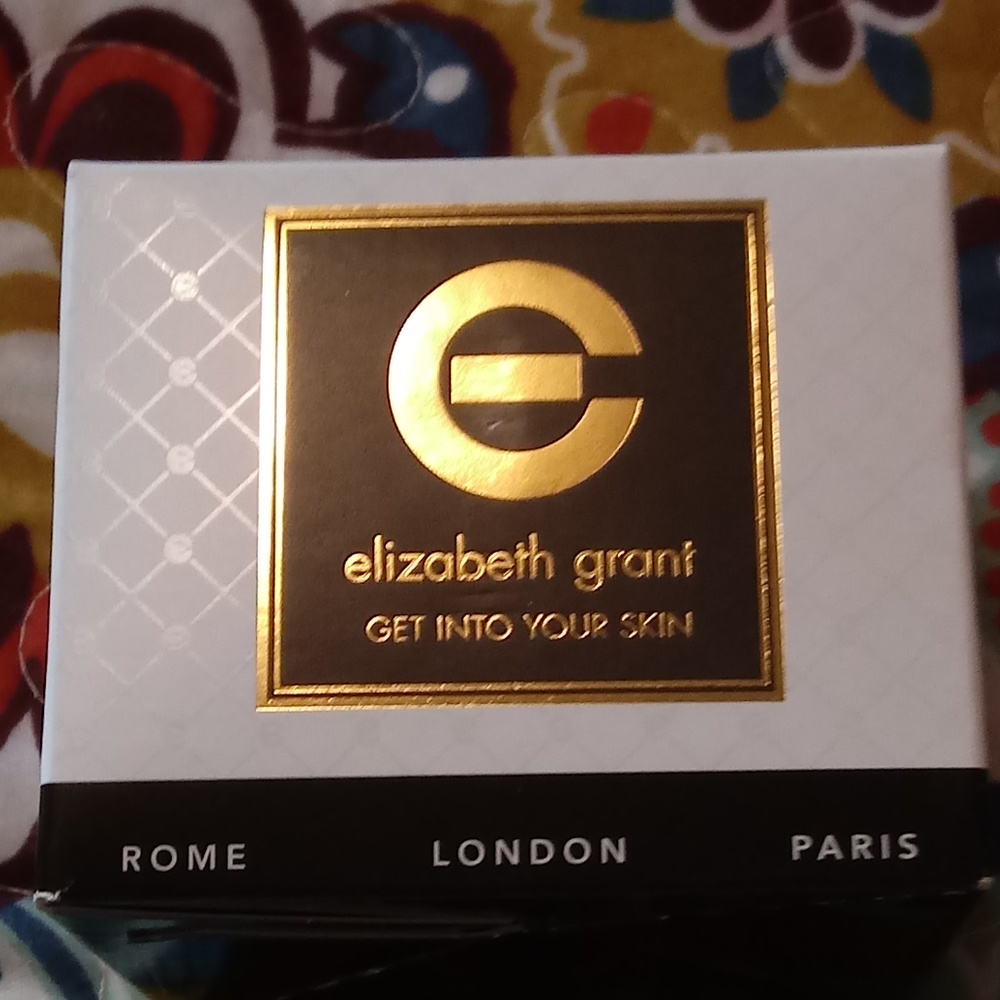 elizabeth grant
GET INTO YOUR SKIN
ROME LONDON PARIS